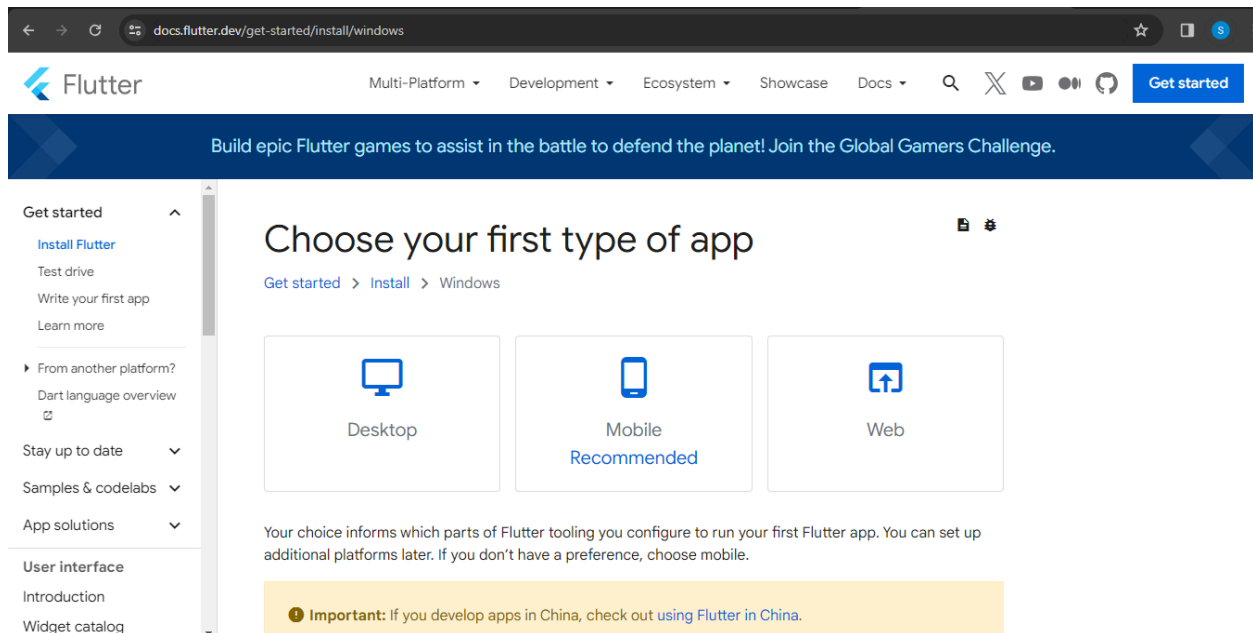 docs.flutter.dev/get-started/install/windows
S
Flutter
Multi-Platform
Development
Ecosystem
Showcase
Docs
Get started
Build epic Flutter games to assist in the battle to defend the planet! Join the Global Gamers Challenge.
Get started
Install Flutter
Test drive
Write your first app
Learn more
From another platform?
Dart language overview
Stay up to date
Samples & codelabs
App solutions
User interface
Introduction
Widget catalog
Choose your first type of app
Get started > Install > Windows
Desktop
Mobile
Recommended
Web
Your choice informs which parts of Flutter tooling you configure to run your first Flutter app. You can set up
additional platforms later. If you don't have a preference, choose mobile.
Important: If you develop apps in China, check out using Flutter in China.